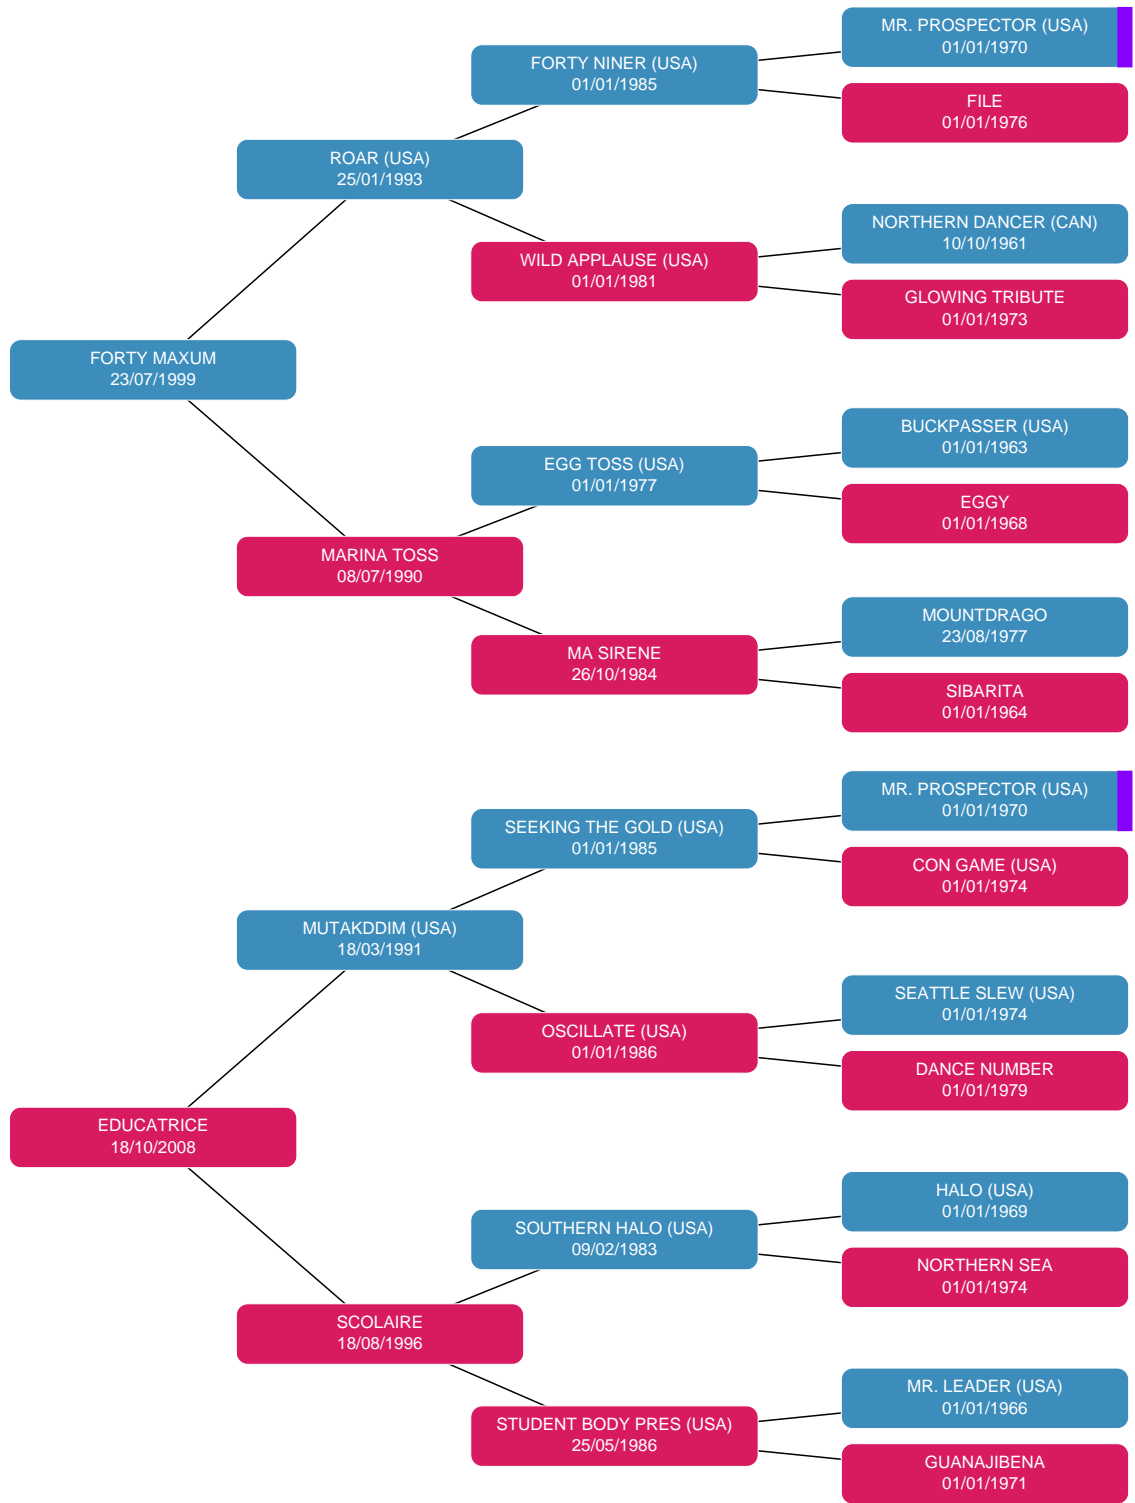 MR. PROSPECTOR (USA)
01/01/1970
FORTY NINER (USA)
01/01/1985
FILE
01/01/1976
ROAR (USA)
25/01/1993
NORTHERN DANCER (CAN)
10/10/1961
WILD APPLAUSE (USA)
01/01/1981
GLOWING TRIBUTE
01/01/1973
FORTY MAXUM
23/07/1999
BUCKPASSER (USA)
01/01/1963
EGG TOSS (USA)
01/01/1977
EGGY
01/01/1968
MARINA TOSS
08/07/1990
MOUNTDRAGO
23/08/1977
MA SIRENE
26/10/1984
SIBARITA
01/01/1964
MR. PROSPECTOR (USA)
01/01/1970
SEEKING THE GOLD (USA)
01/01/1985
CON GAME (USA)
01/01/1974
MUTAKDDIM (USA)
18/03/1991
SEATTLE SLEW (USA)
01/01/1974
OSCILLATE (USA)
01/01/1986
DANCE NUMBER
01/01/1979
EDUCATRICE
18/10/2008
HALO (USA)
01/01/1969
SOUTHERN HALO (USA)
09/02/1983
NORTHERN SEA
01/01/1974
SCOLAIRE
18/08/1996
MR. LEADER (USA)
01/01/1966
STUDENT BODY PRES (USA)
25/05/1986
GUANAJIBENA
01/01/1971